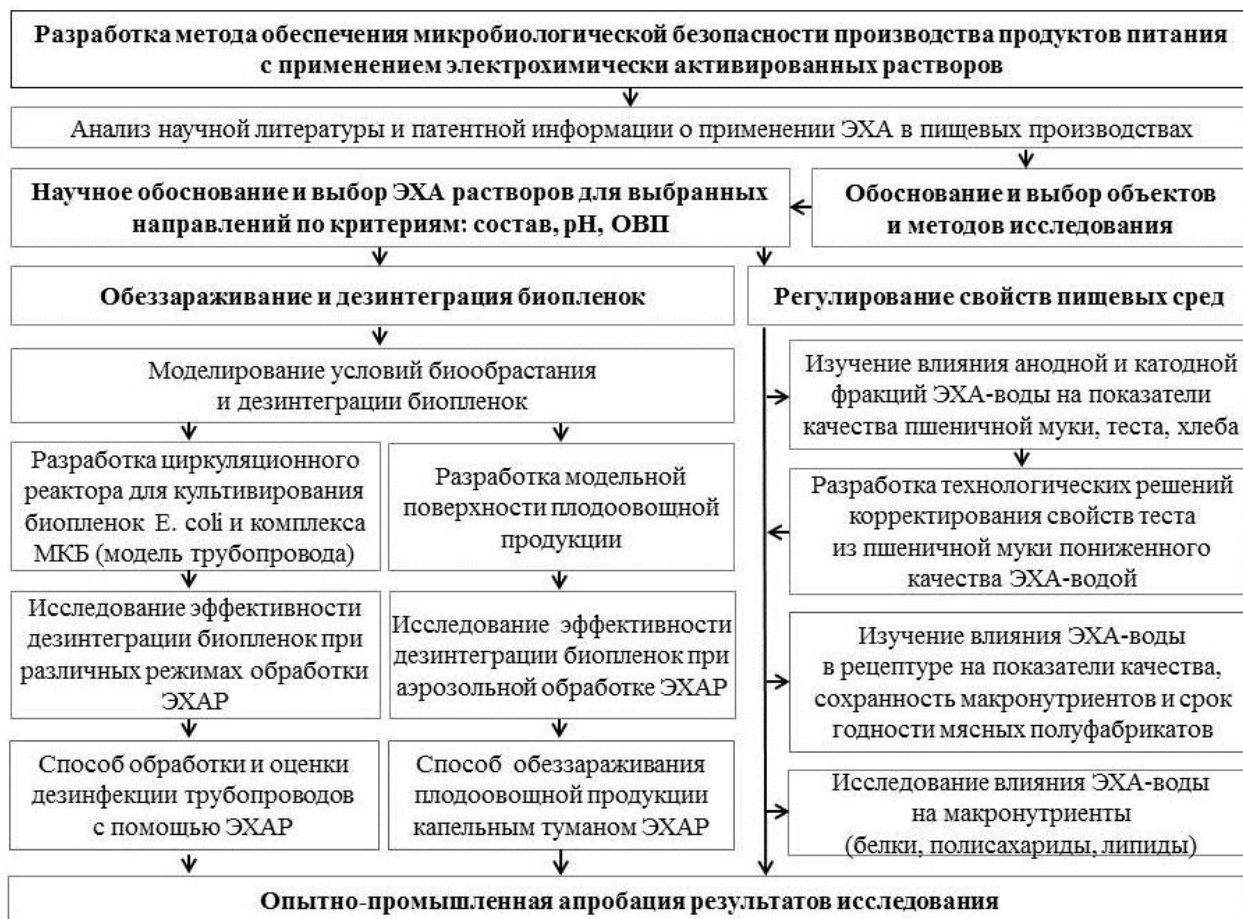 Разработка метода обеспечения микробиологической безопасности производства продуктов питания
с применением электрохимически активированных растворов
Анализ научной литературы и патентной информации о применении ЭХА в пищевых производствах
Научное обоснование и выбор ЭХА растворов для выбранных
направлений по критериям: состав, pH, ОВП
Обоснование и выбор объектов
и методов исследования
Обеззараживание и дезинтеграция биопленок
Регулирование свойств пищевых сред
Моделирование условий биообрастания
и дезинтеграции биопленок
Разработка циркуляционного
реактора для культивирования
биопленок E. coli и комплекса
МКБ (модель трубопровода)
Разработка модельной
поверхности плодоовощной
продукции
Исследование эффективности
дезинтеграции биопленок при
различных режимах обработки
ЭХАР
Исследование эффективности
дезинтеграции биопленок при
аэрозольной обработке ЭХАР
Способ обработки и оценки
дезинфекции трубопроводов
с помощью ЭХАР
Способ обеззараживания
плодоовощной продукции
капельным туманом ЭХАР
Изучение влияния анодной и катодной
фракций ЭХА-воды на показатели
качества пшеничной муки, теста, хлеба
Разработка технологических решений
корректирования свойств теста
из пшеничной муки пониженного
качества ЭХА-водой
Изучение влияния ЭХА-воды
в рецептуре на показатели качества,
сохранность макронутриентов и срок
годности мясных полуфабрикатов
Исследование влияния ЭХА-воды
на макронутриенты
(белки, полисахариды, липиды)
Опытно-промышленная апробация результатов исследования